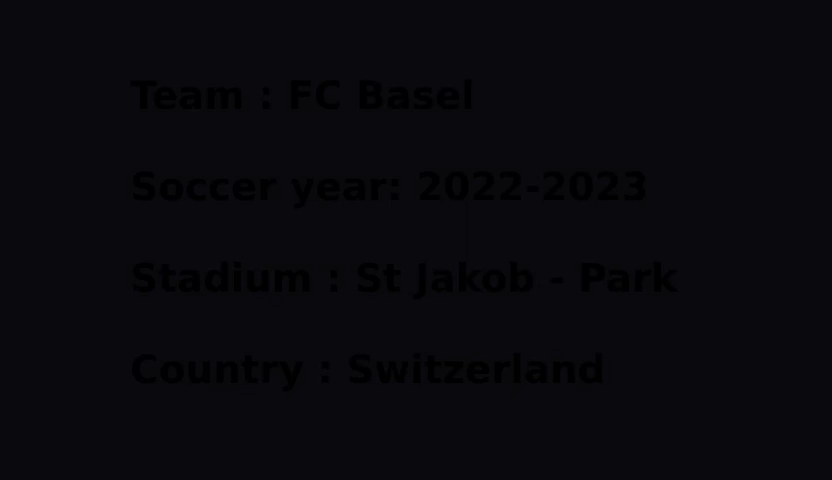 Team : FC Basel
Soccer year: 2022-2023
Stadium : St Jakob - Park
Country : Switzerland